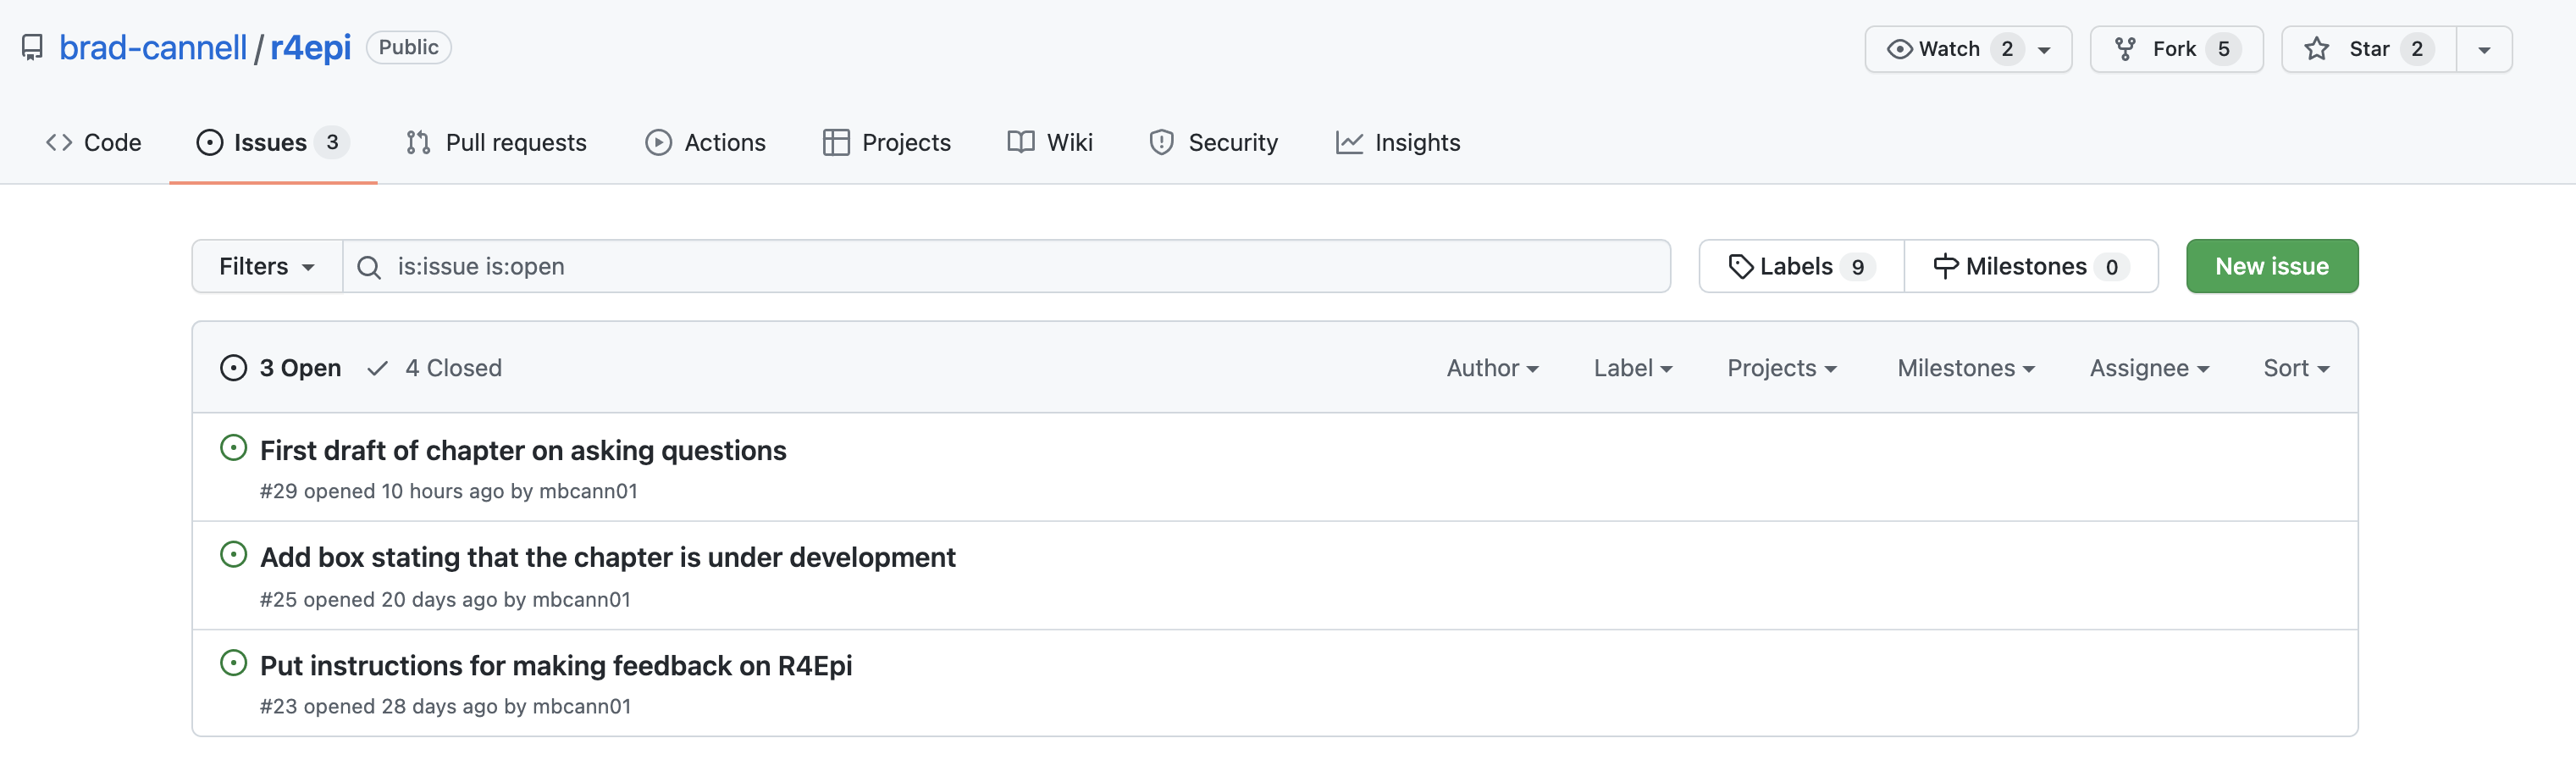 brad-cannell / r4epi Public Watch 2 Fork 5 Star 2
Code Issues 3 Pull requests Actions Projects Wiki Security Insights
Filters is:issue is:open Labels 9 Milestones 0 New issue
3 Open 4 Closed Author Label Projects Milestones Assignee Sort
First draft of chapter on asking questions
#29 opened 10 hours ago by mbcann01
Add box stating that the chapter is under development
#25 opened 20 days ago by mbcann01
Put instructions for making feedback on R4Epi
#23 opened 28 days ago by mbcann01